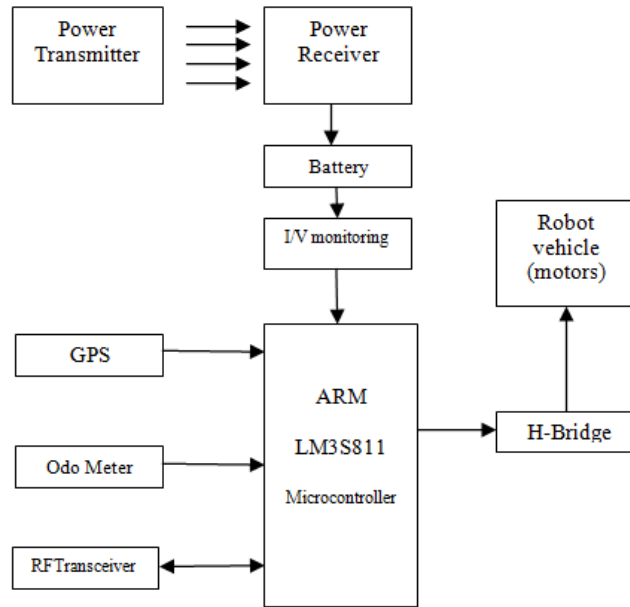 Power
Transmitter
Power
Receiver
Battery
I/V monitoring
Robot
vehicle
(motors)
GPS
ARM
LM3S811
Microcontroller
H-Bridge
Odo Meter
RFTransceiver